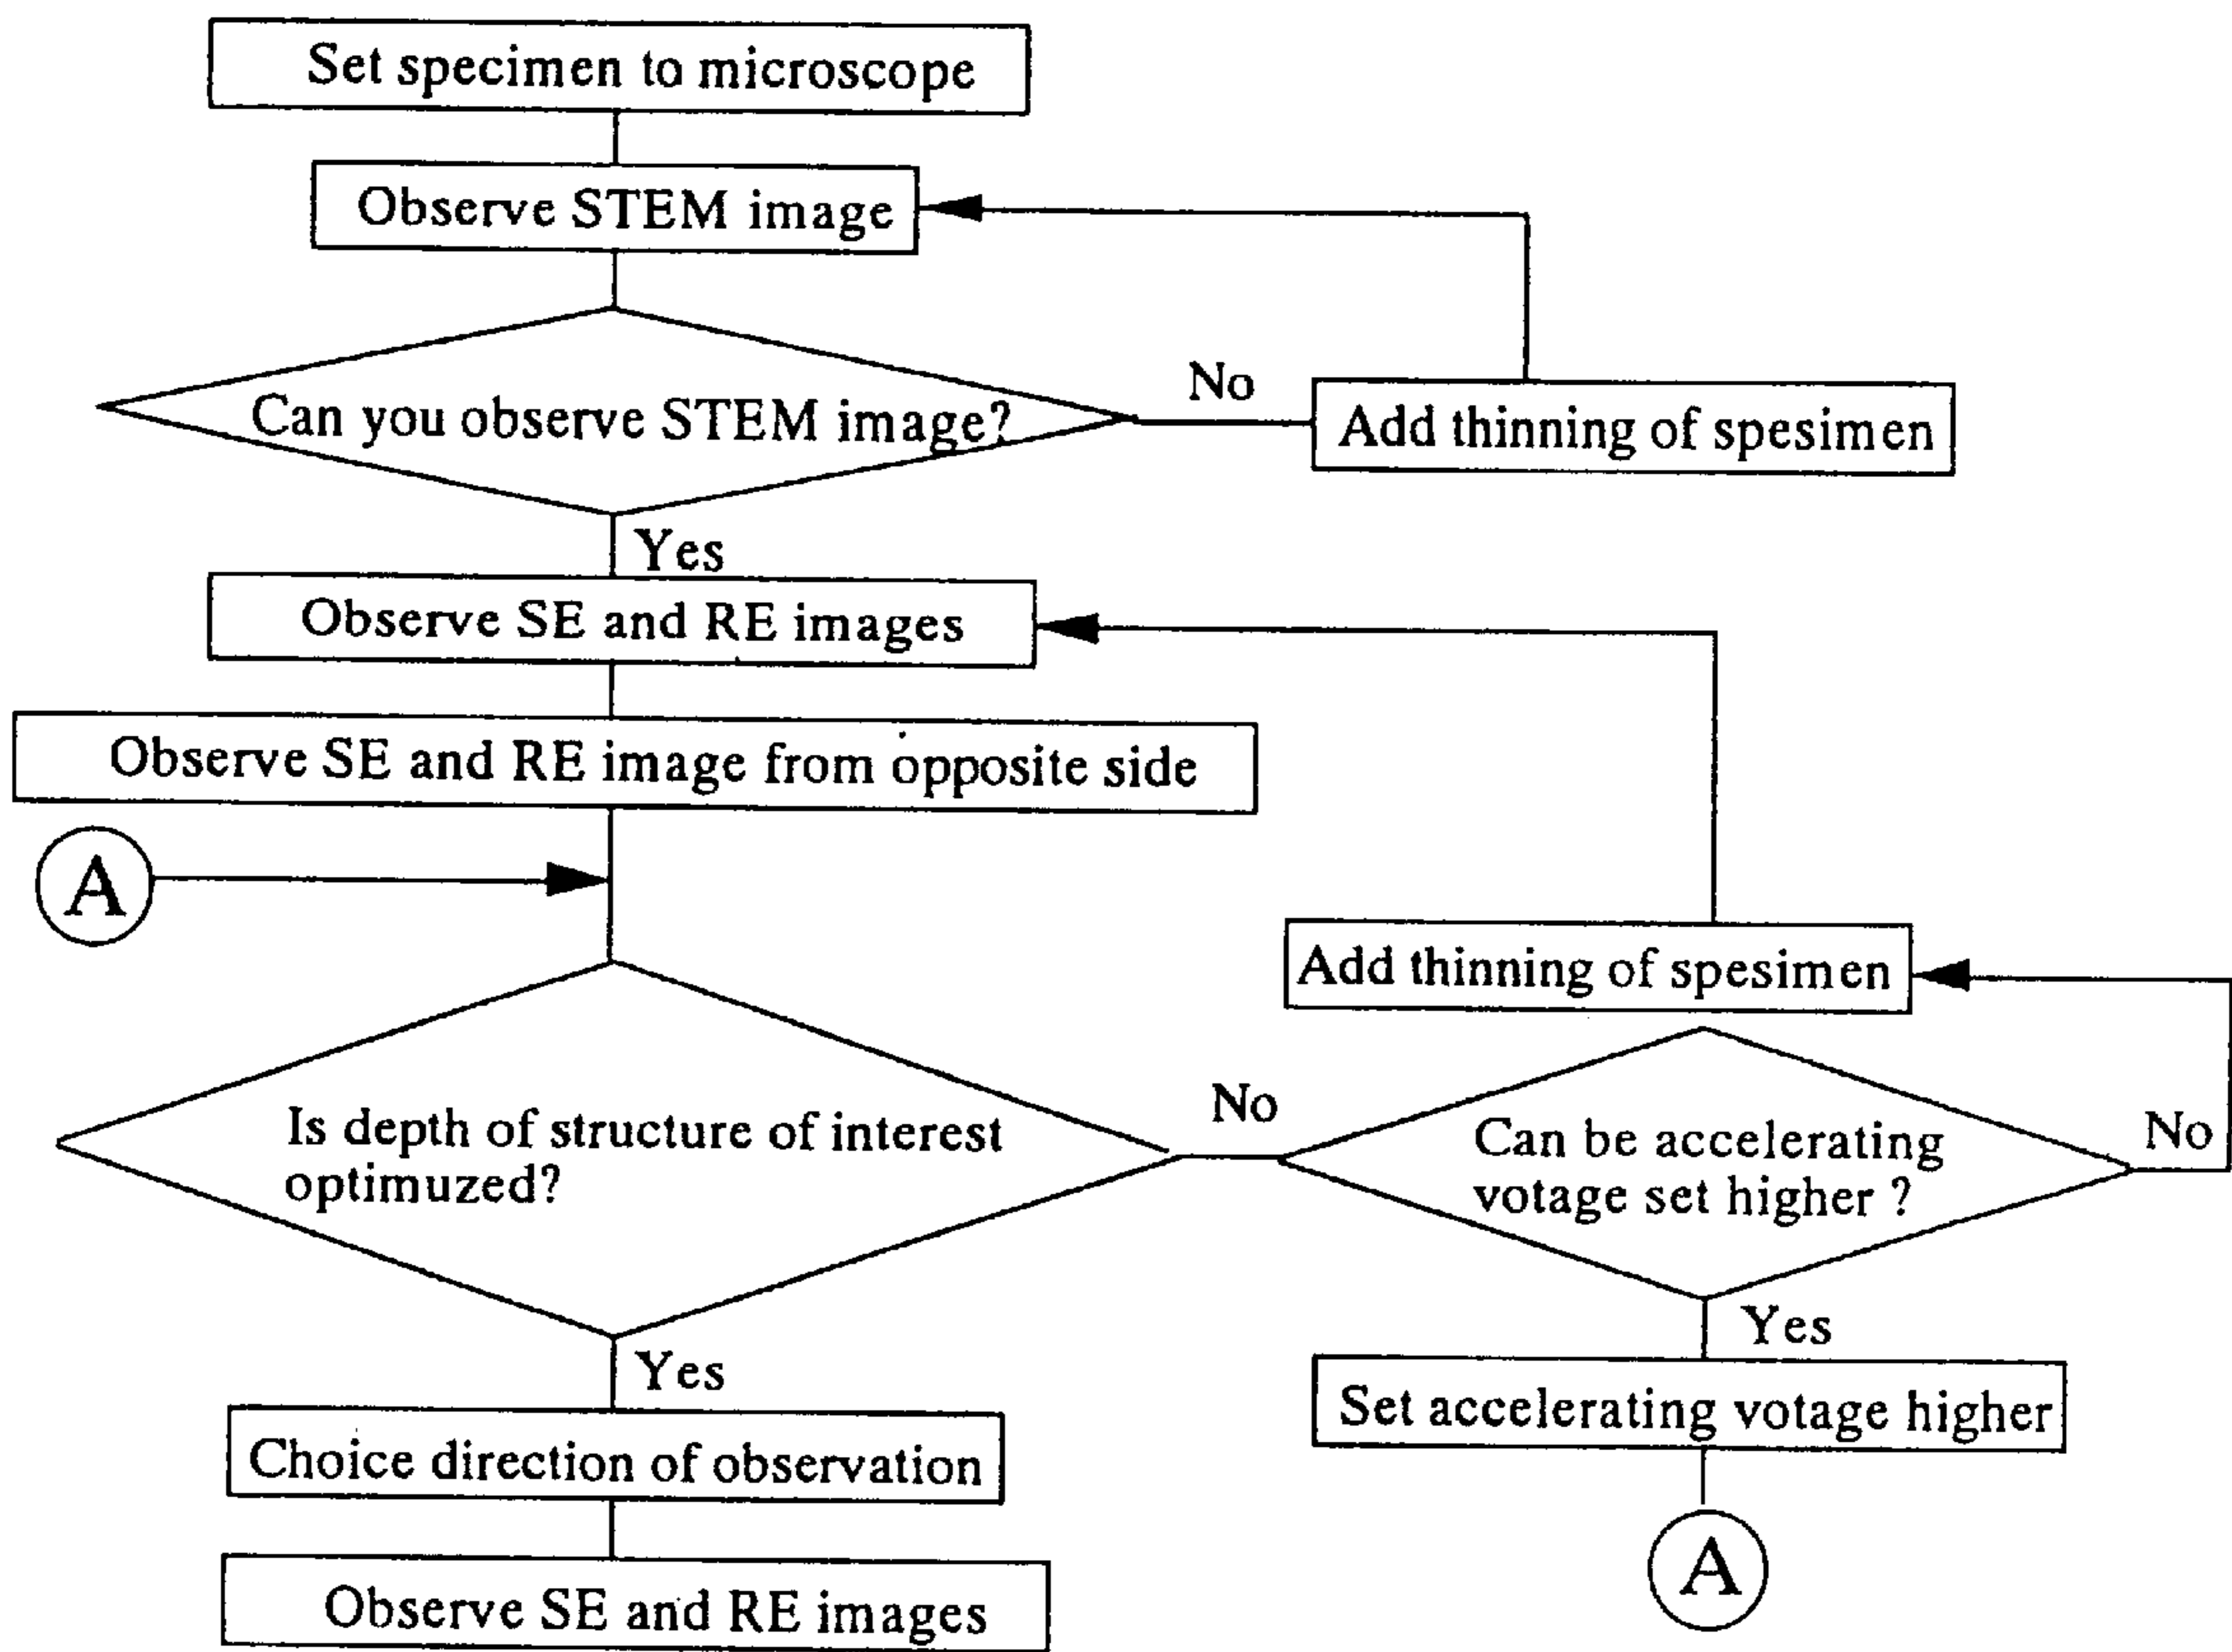 Set specimen to microscope
Observe STEM image
Can you observe STEM image?
No
Add thinning of spesimen
Yes
Observe SE and RE images
Observe SE and RE image from opposite side
A
Add thinning of spesimen
Is depth of structure of interest
optimuzed?
No
Can be accelerating
votage set higher ?
No
Yes
Choice direction of observation
Observe SE and RE images
Yes
Set accelerating votage higher
A